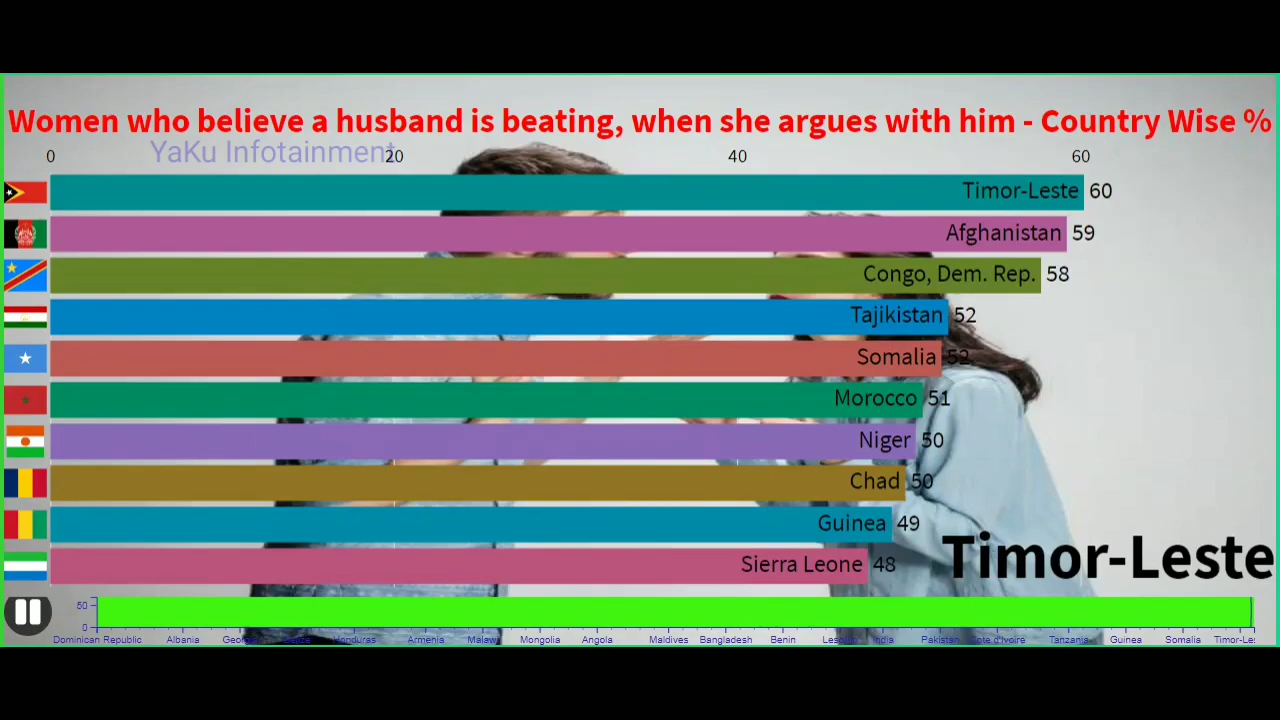 Women who believe a husband is beating, when she argues with him - Country Wise %
YaKu Infotainment
0 20 40 60
Timor-Leste 60
Afghanistan 59
Congo, Dem. Rep. 58
Tajikistan 52
Somalia 52
Morocco 51
Niger 50
Chad 50
Guinea 49
Sierra Leone 48
Timor-Leste
50
0
Dominican Republic Albania Honduras Armenia Mongolia Angola Maldives Bangladesh Benin India Pakistan Cote d'Ivoire Tanzania Guinea Somalia